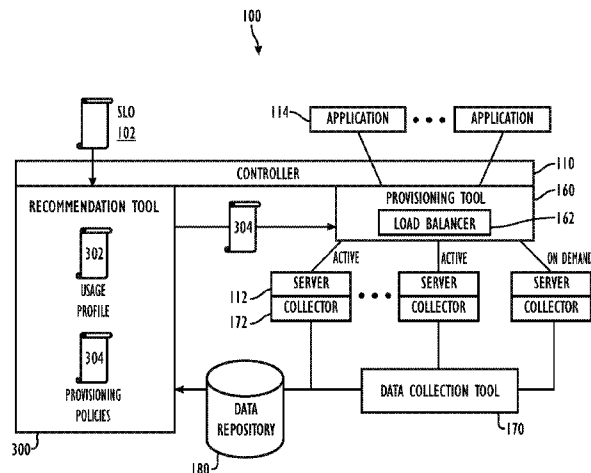 100
SLO
102
114
APPLICATION
APPLICATION
CONTROLLER
110
RECOMMENDATION TOOL
PROVISIONING TOOL
160
304
LOAD BALANCER
162
302
USAGE
PROFILE
ACTIVE
ACTIVE
ON DEMAND
112
SERVER
SERVER
SERVER
172
COLLECTOR
COLLECTOR
COLLECTOR
304
PROVISIONING
POLICIES
DATA
REPOSITORY
DATA COLLECTION TOOL
300
180
170